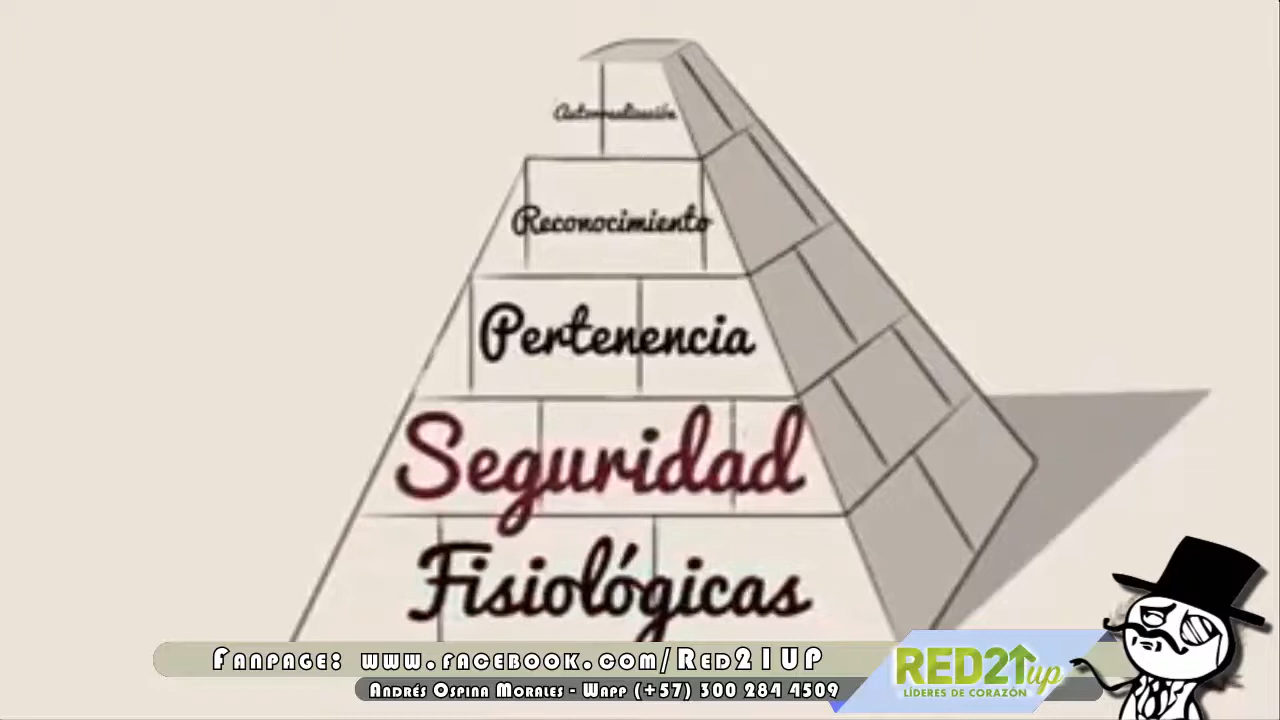 Autorrealización
Reconocimiento
Pertenencia
Seguridad
Fisiológicas
Fanpage: www.facebook.com/Red21UP
Andrés Ospina Morales - Wapp (+57) 300 284 4509
RED21up
LÍDERES DE CORAZÓN